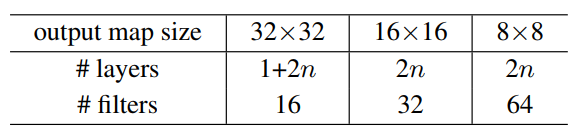 output map size 32×32 16×16 8×8
# layers 1+2n 2n 2n
# filters 16 32 64